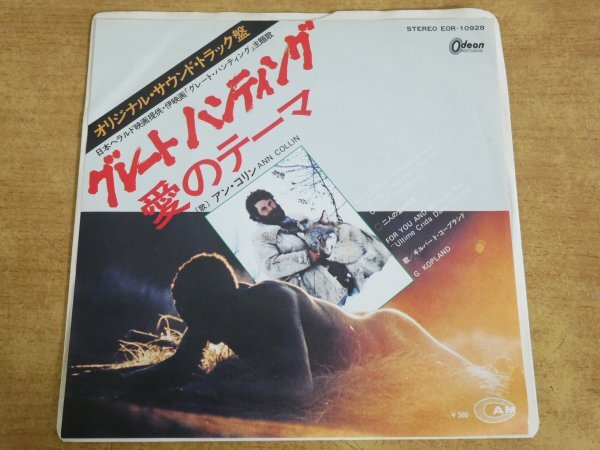 STEREO EOR-10928
Odeon
RECORDS
オリジナル・サウンド・トラック盤
日本ヘラルド映画提供・伊映画「グレート・ハンティング」主題歌
グレート ハンティング
愛のテーマ
[歌] アン・コリン ANN COLLIN
FOR YOU AND
"Ultime Grida D
歌/ギルバート・コープランド
G KOPLAND
¥500
CAM